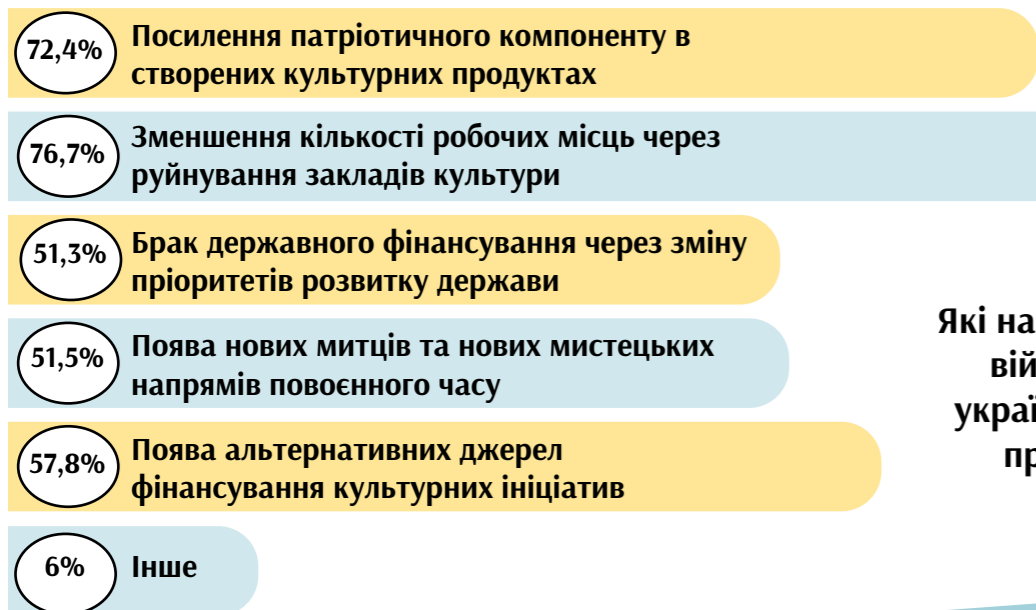 72,4%
Посилення патріотичного компоненту в
створених культурних продуктах
76,7%
Зменшення кількості робочих місць через
руйнування закладів культури
51,3%
Брак державного фінансування через зміну
пріоритетів розвитку держави
51,5%
Поява нових митців та нових мистецьких
напрямів повоєнного часу
57,8%
Поява альтернативних джерел
фінансування культурних ініціатив
6%
Інше
Які на
вій
украї
пр